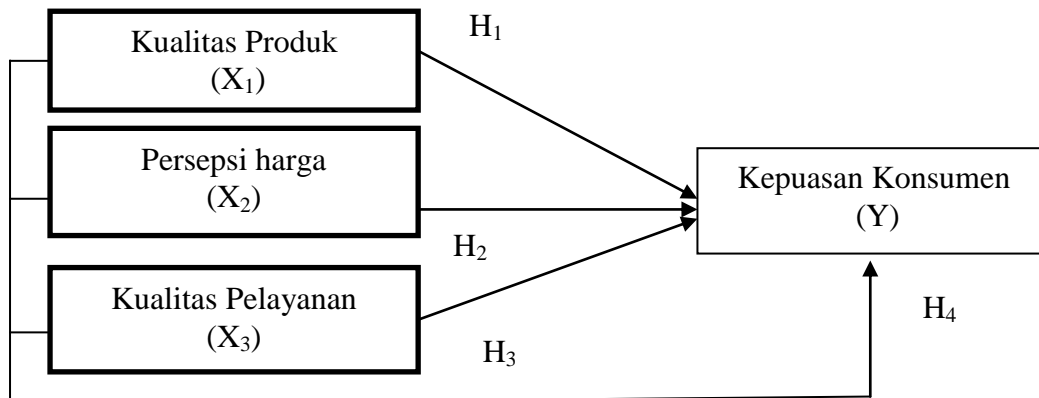 H₁
Kualitas Produk
(X₁)
Persepsi harga
(X₂)
H₂
Kualitas Pelayanan
(X₃)
H₃
Kepuasan Konsumen
(Y)
H₄